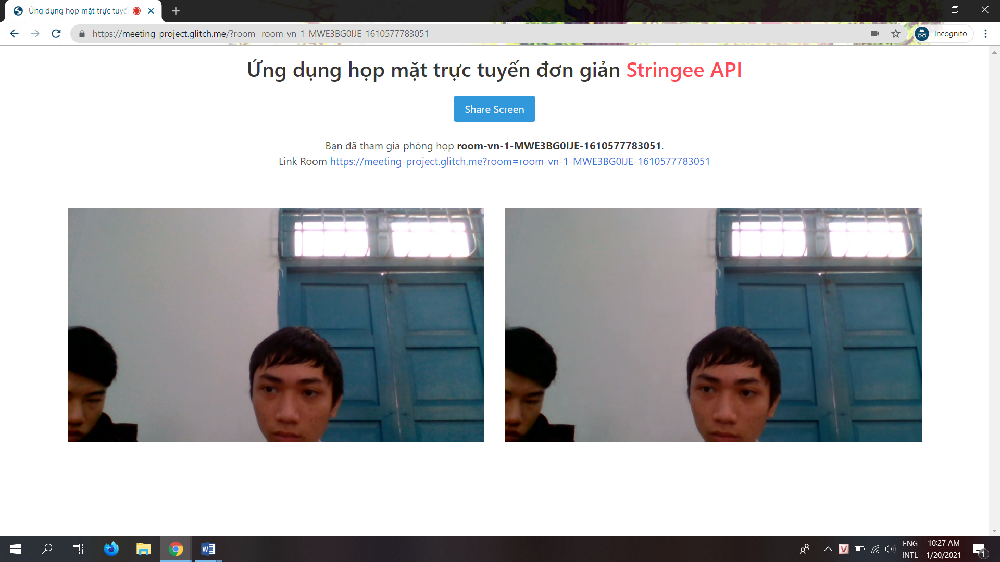 Ứng dụng họp mặt trực tuyế
https://meeting-project.glitch.me/?room=room-vn-1-MWE3BG0IJE-1610577783051
Incognito
Ứng dụng họp mặt trực tuyến đơn giản Stringee API
Share Screen
Bạn đã tham gia phòng họp room-vn-1-MWE3BG0IJE-1610577783051.
Link Room https://meeting-project.glitch.me?room=room-vn-1-MWE3BG0IJE-1610577783051
ENG
INTL
10:27 AM
1/20/2021
1